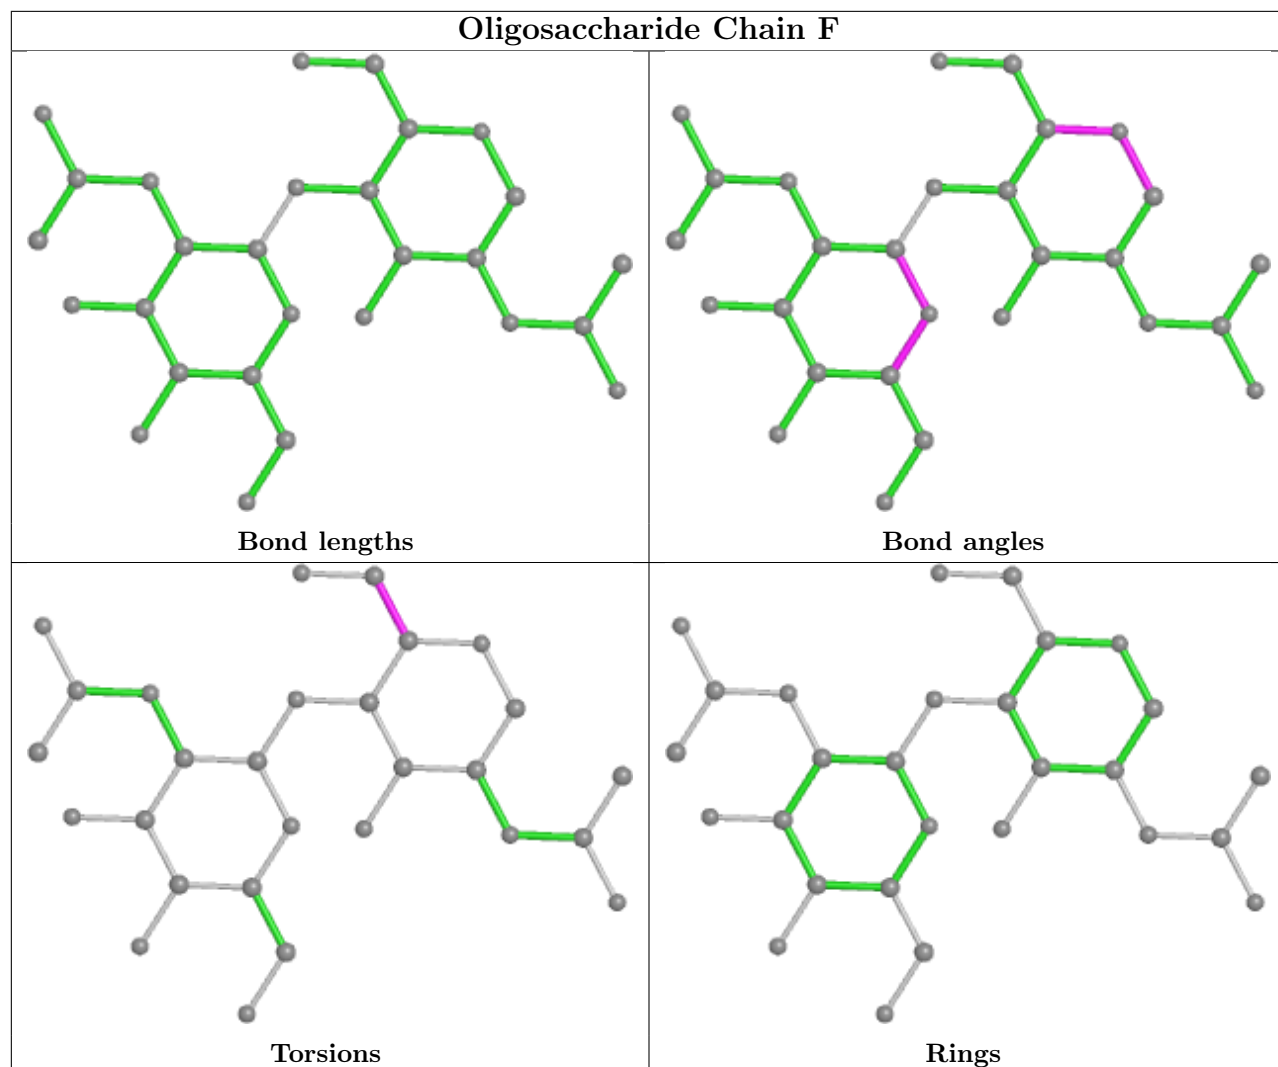 Oligosaccharide Chain F
Bond lengths
Bond angles
Torsions
Rings